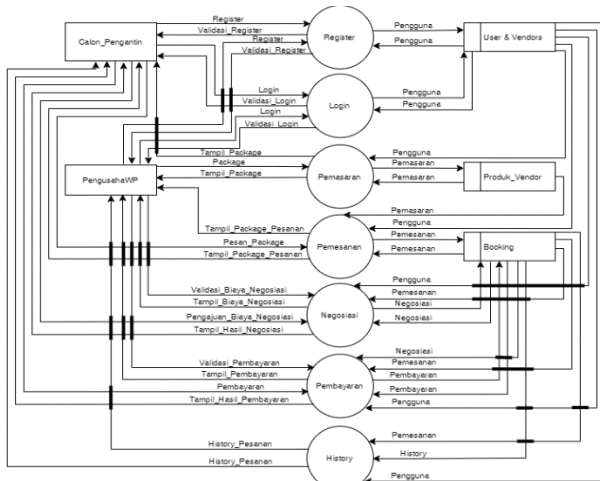 Register
Validasi_Register
Register
Validasi_Register
Calon_Pengantin
Register
Pengguna
Pengguna
User & Vendors
Login
Validasi_Login
Login
Validasi_Login
Login
Pengguna
Pengguna
Tampil_Package
Package
Tampil_Package
PengusahaWP
Pemasaran
Pengguna
Pemasaran
Pemasaran
Produk_Vendor
Pemasaran
Tampil_Package_Pesanan
Pesan_Package
Tampil_Package_Pesanan
Pemesanan
Pengguna
Pemesanan
Pemesanan
Booking
Validasi_Biaya_Negosiasi
Tampil_Biaya_Negosiasi
Pengajuan_Biaya_Negosiasi
Tampil_Hasil_Negosiasi
Negosiasi
Pengguna
Pemesanan
Negosiasi
Negosiasi
Validasi_Pembayaran
Tampil_Pembayaran
Pembayaran
Tampil_Hasil_Pembayaran
Pembayaran
Negosiasi
Pemesanan
Pembayaran
Pembayaran
Pengguna
History_Pesanan
History_Pesanan
History
Pemesanan
History
Pengguna